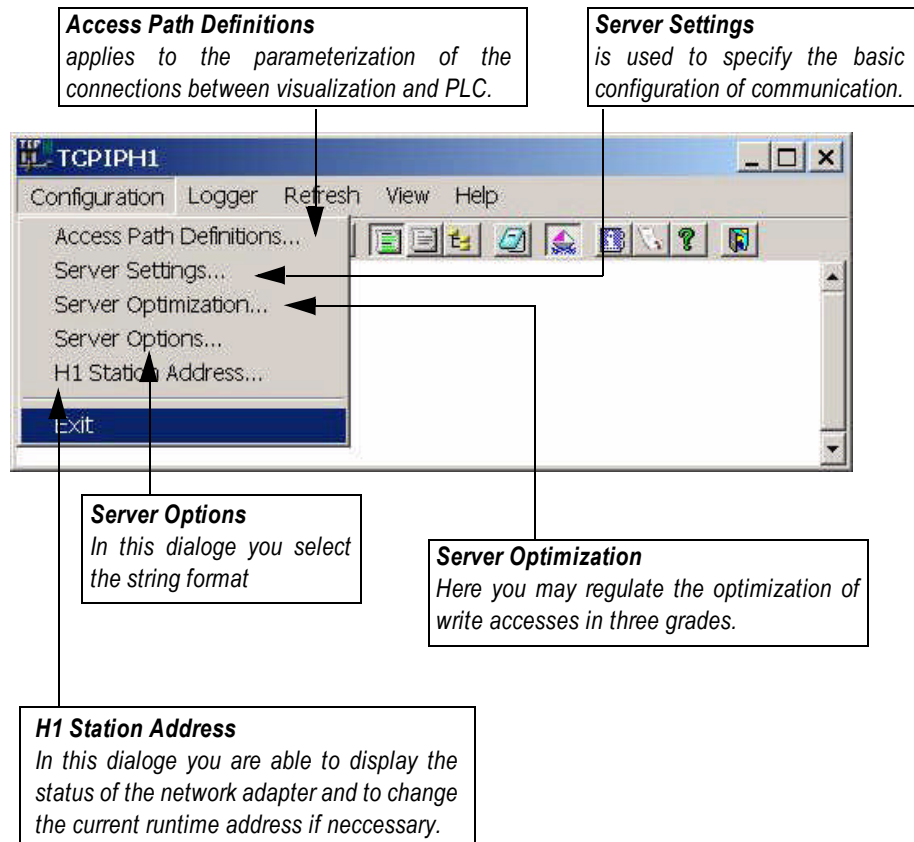 Access Path Definitions
applies to the parameterization of the
connections between visualization and PLC.
Server Settings
is used to specify the basic
configuration of communication.
TCP
TCPIPH1
Configuration Logger Refresh View Help
Access Path Definitions...
Server Settings...
Server Optimization...
Server Options...
H1 Station Address...
Exit
Server Options
In this dialoge you select
the string format
Server Optimization
Here you may regulate the optimization of
write accesses in three grades.
H1 Station Address
In this dialoge you are able to display the
status of the network adapter and to change
the current runtime address if neccessary.